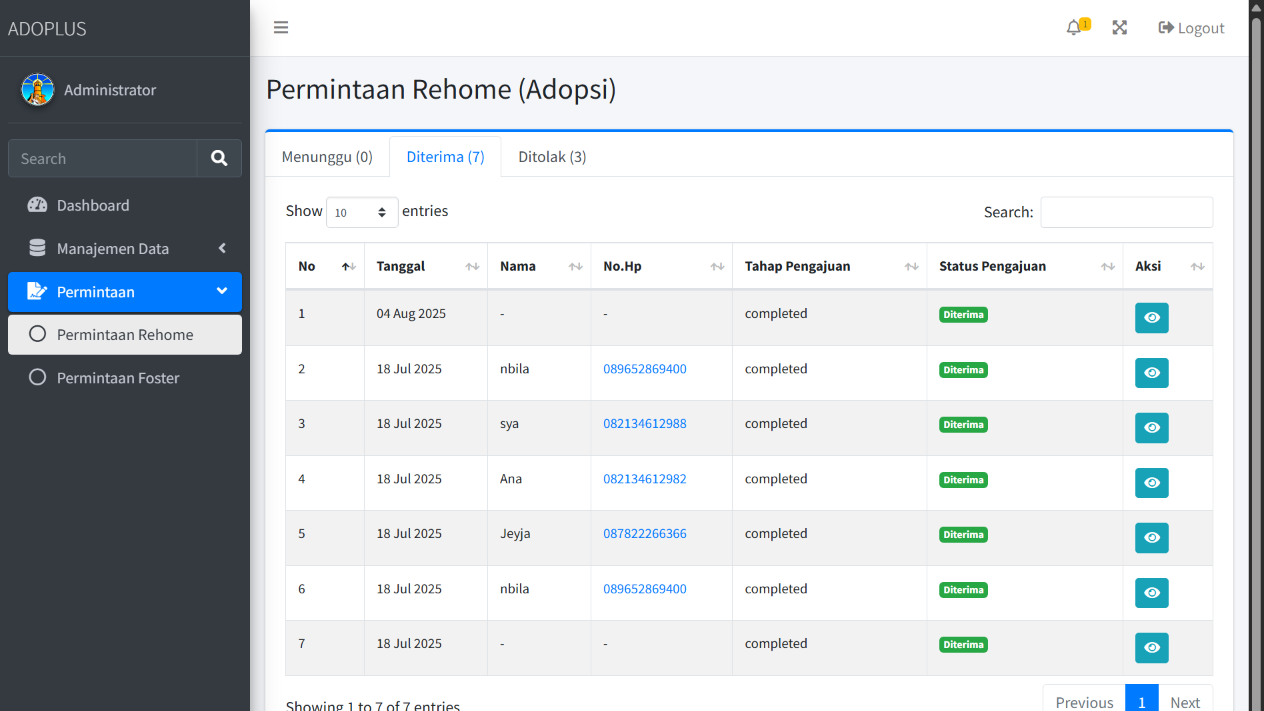 ADOPLUS
1
Logout
Administrator
Search
Dashboard
Manajemen Data
Permintaan
Permintaan Rehome
Permintaan Foster
Permintaan Rehome (Adopsi)
Menunggu (0) Diterima (7) Ditolak (3)
Show 10 entries Search:
No Tanggal Nama No.Hp Tahap Pengajuan Status Pengajuan Aksi
1 04 Aug 2025 - - completed Diterima
2 18 Jul 2025 nbila 089652869400 completed Diterima
3 18 Jul 2025 sya 082134612988 completed Diterima
4 18 Jul 2025 Ana 082134612982 completed Diterima
5 18 Jul 2025 Jeyja 087822266366 completed Diterima
6 18 Jul 2025 nbila 089652869400 completed Diterima
7 18 Jul 2025 - - completed Diterima
Showing 1 to 7 of 7 entries Previous 1 Next